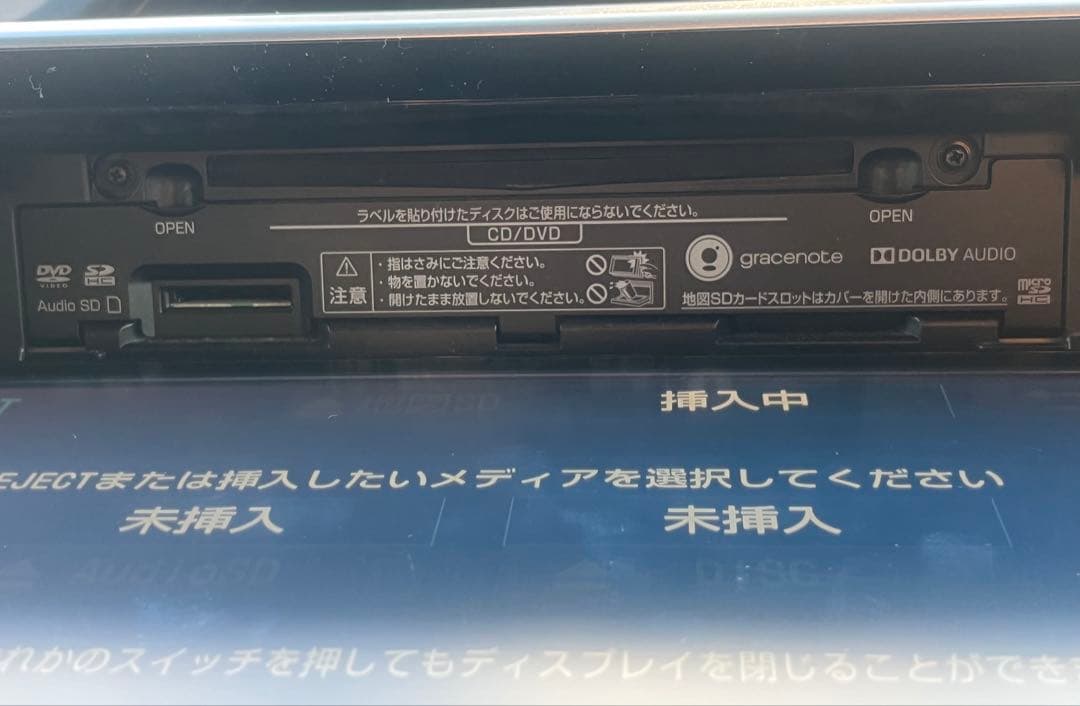 ラベルを貼り付けたディスクはご使用にならないでください。
OPEN
OPEN
CD/DVD
DVD
VIDEO
SD
HC
Audio SD
注意
・指はさみにご注意ください。
・物を置かないでください。
・開けたまま放置しないでください。
gracenote
DOLBY AUDIO
地図SDカードスロットはカバーを開けた内側にあります。
micro
SD
HC
挿入中
EJECTまたは挿入したいメディアを選択してください
未挿入
未挿入
AudioSD
DISC
れかのスイッチを押してもディスプレイを閉じることができ